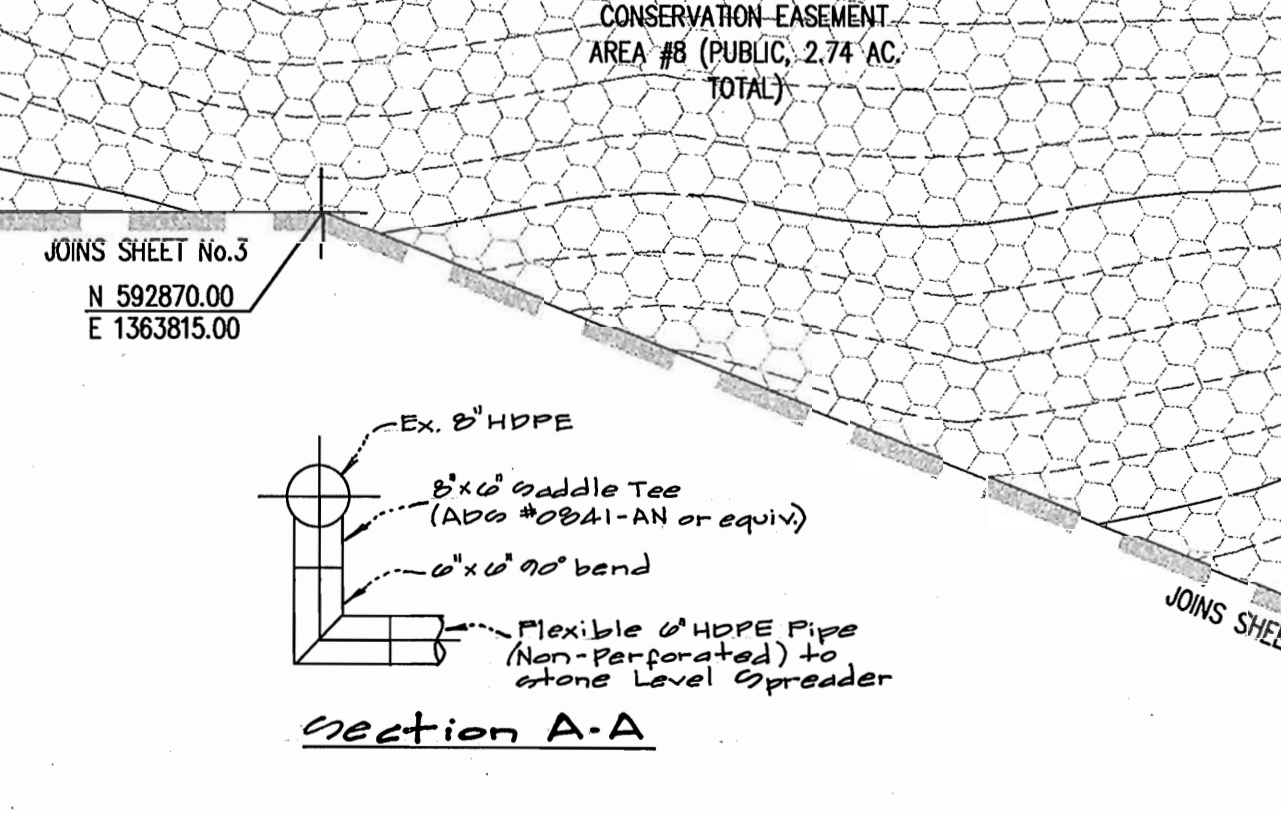 CONSERVATION EASEMENT
AREA #8 (PUBLIC, 2.74 AC.
TOTAL)
JOINS SHEET No.3
N 592870.00
E 1363815.00
Ex. 8" HDPE
8"x6" Saddle Tee
(ADS #0841-AN or equiv.)
6"x6" 90° bend
Flexible 6" HDPE Pipe
(Non-Perforated) to
Stone Level Spreader
Section A-A
JOINS SHEE